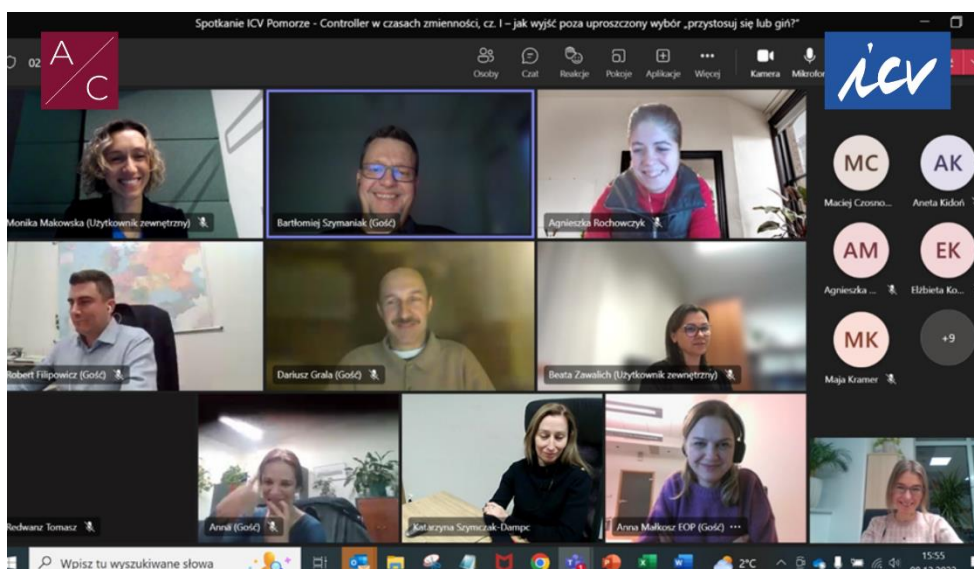 Spotkanie ICV Pomorze - Controller w czasach zmienności, cz. I – jak wyjść poza uproszczony wybór „przystosuj się lub giń?”
A
C
02
Osoby
Czat
Reakcje
Pokoje
Aplikacje
Więcej
Kamera
Mikrofon
icv
Monika Makowska (Użytkownik zewnętrzny)
Bartłomiej Szymaniak (Gość)
Agnieszka Rochowczyk
MC
AK
Maciej Czosno...
Aneta Kidoń
AM
EK
Agnieszka ...
Elżbieta Ko...
Robert Filipowicz (Gość)
Dariusz Grala (Gość)
Beata Zawalich (Użytkownik zewnętrzny)
MK
+9
Maja Kramer
Redwanz Tomasz
Anna (Gość)
Katarzyna Szymczak-Dampc
Anna Małkosz EOP (Gość)
Wpisz tu wyszukiwane słowa
2°C
15:55